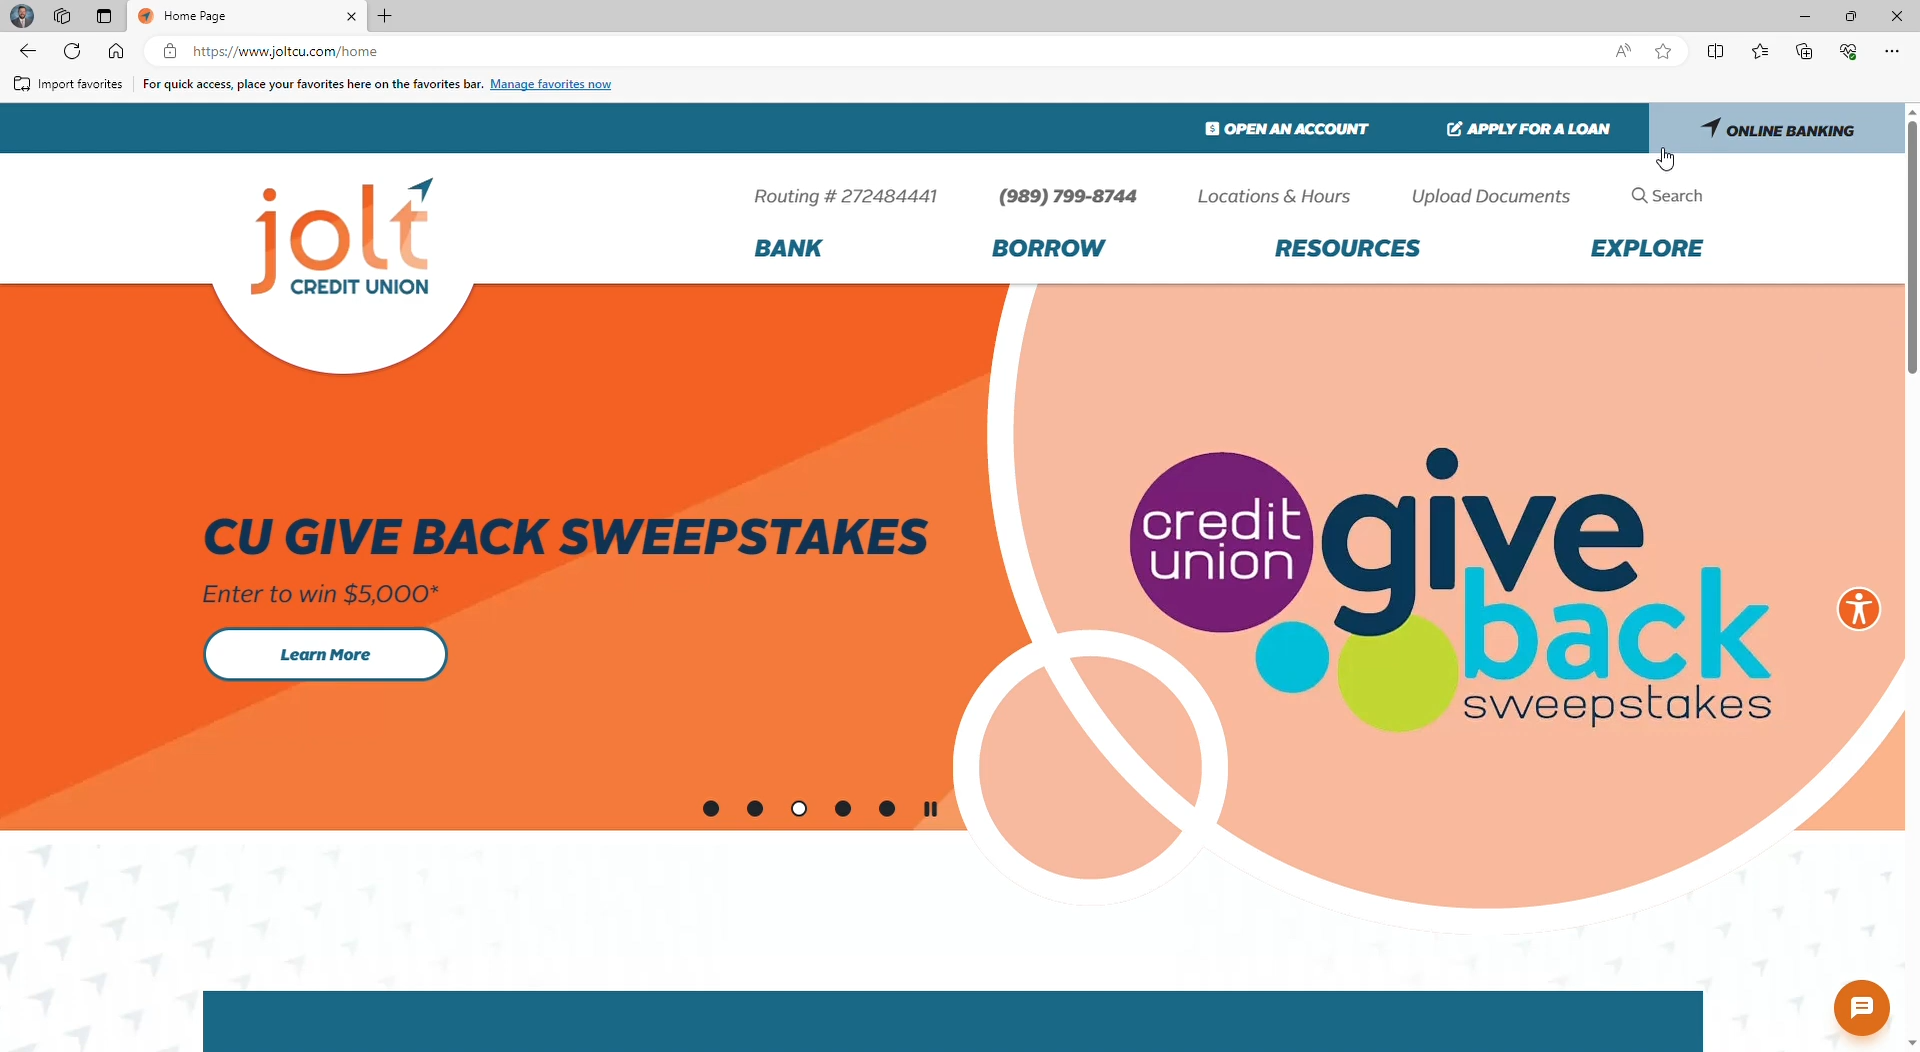 Home Page
https://www.joltcu.com/home
Import favorites
For quick access, place your favorites here on the favorites bar. Manage favorites now
OPEN AN ACCOUNT
APPLY FOR A LOAN
ONLINE BANKING
Routing # 272484441
(989) 799-8744
Locations & Hours
Upload Documents
Search
jolt
CREDIT UNION
BANK
BORROW
RESOURCES
EXPLORE
CU GIVE BACK SWEEPSTAKES
Enter to win $5,000*
Learn More
credit
union
give
back
sweepstakes